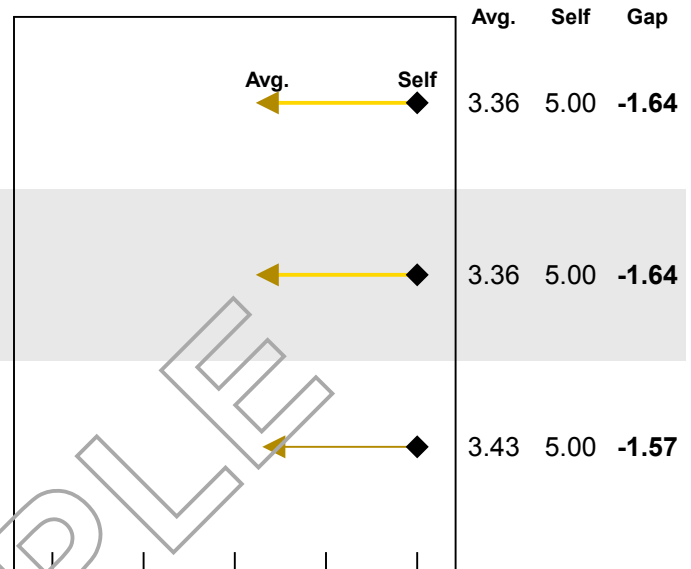 Avg. Self Gap
Avg. Self
3.36 5.00 -1.64
3.36 5.00 -1.64
3.43 5.00 -1.57
PLE